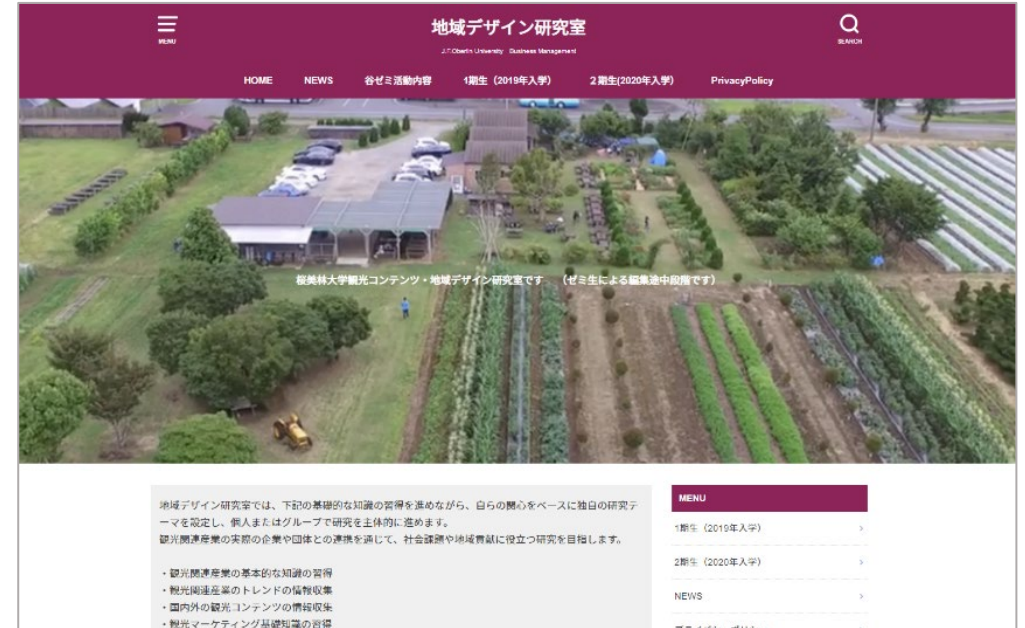 MENU
地域デザイン研究室
J.F.Oberlin University Business Management
SEARCH
HOME
NEWS
谷ゼミ活動内容
1期生（2019年入学）
２期生(2020年入学)
PrivacyPolicy
桜美林大学観光コンテンツ・地域デザイン研究室です　（ゼミ生による編集途中段階です）
地域デザイン研究室では、下記の基礎的な知識の習得を進めながら、自らの関心をベースに独自の研究テ
ーマを設定し、個人またはグループで研究を主体的に進めます。
観光関連産業の実際の企業や団体との連携を通じて、社会課題や地域貢献に役立つ研究を目指します。
・観光関連産業の基本的な知識の習得
・観光関連産業のトレンドの情報収集
・国内外の観光コンテンツの情報収集
・観光マーケティング基礎知識の習得
MENU
1期生（2019年入学）
2期生（2020年入学）
NEWS